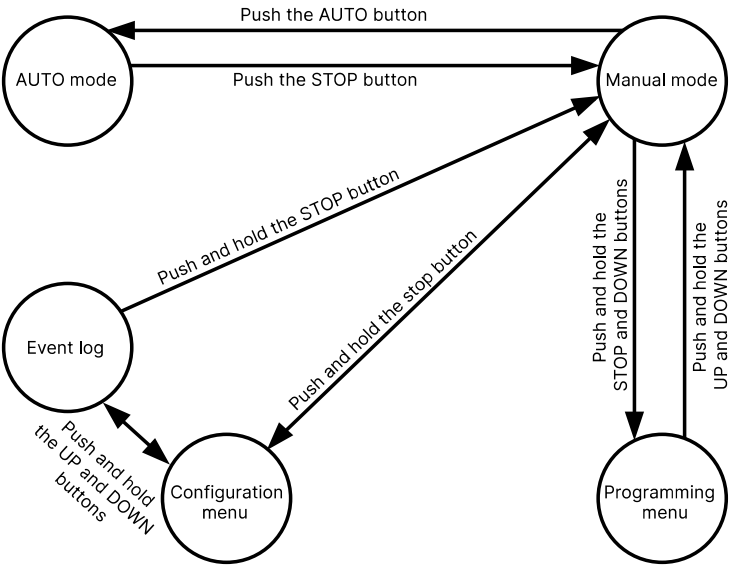 Push the AUTO button
AUTO mode
Push the STOP button
Manual mode
Push and hold the STOP button
Push and hold the stop button
Push and hold the
STOP and DOWN buttons
Push and hold the
UP and DOWN buttons
Event log
Push and hold
the UP and DOWN
buttons
Configuration
menu
Programming
menu